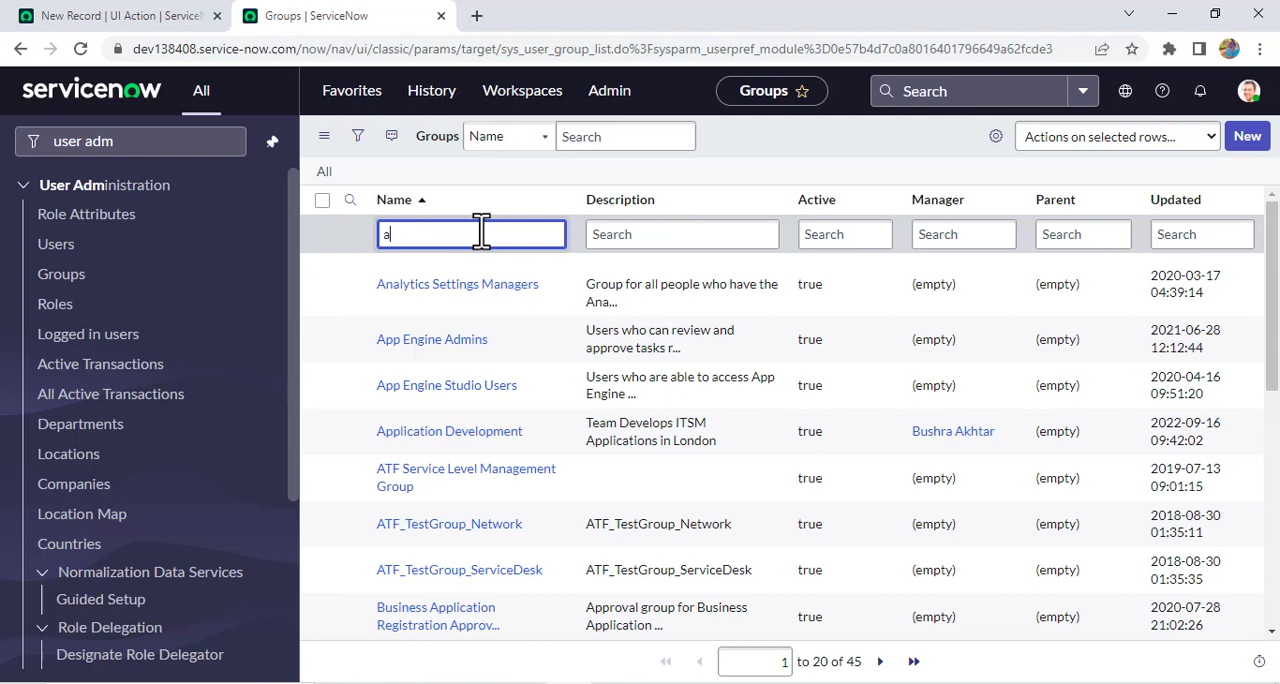 New Record | UI Action | ServiceN
Groups | ServiceNow
dev138408.service-now.com/now/nav/ui/classic/params/target/sys_user_group_list.do%3Fsysparm_userpref_module%3D0e57b4d7c0a8016401796649a62fcde3
servicenow
All
Favorites
History
Workspaces
Admin
Groups
Search
user adm
Groups
Name
Search
Actions on selected rows...
New
All
User Administration
Role Attributes
Users
Groups
Roles
Logged in users
Active Transactions
All Active Transactions
Departments
Locations
Companies
Location Map
Countries
Normalization Data Services
Guided Setup
Role Delegation
Designate Role Delegator
Name
Description
Active
Manager
Parent
Updated
a
Search
Search
Search
Search
Search
Analytics Settings Managers
Group for all people who have the
Ana...
true
(empty)
(empty)
2020-03-17
04:39:14
App Engine Admins
Users who can review and
approve tasks r...
true
(empty)
(empty)
2021-06-28
12:12:44
App Engine Studio Users
Users who are able to access App
Engine ...
true
(empty)
(empty)
2020-04-16
09:51:20
Application Development
Team Develops ITSM
Applications in London
true
Bushra Akhtar
(empty)
2022-09-16
09:42:02
ATF Service Level Management
Group
true
(empty)
(empty)
2019-07-13
09:01:15
ATF_TestGroup_Network
ATF_TestGroup_Network
true
(empty)
(empty)
2018-08-30
01:35:11
ATF_TestGroup_ServiceDesk
ATF_TestGroup_ServiceDesk
true
(empty)
(empty)
2018-08-30
01:35:35
Business Application
Registration Approv...
Approval group for Business
Application ...
true
(empty)
(empty)
2020-07-28
21:02:26
1
to 20 of 45